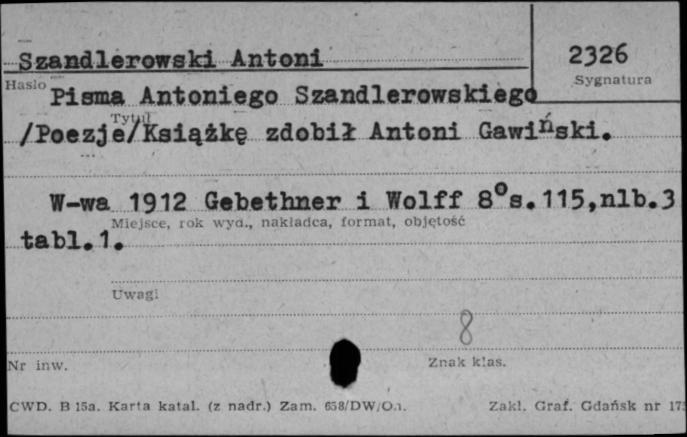 Szandlerowski Antoni
2326
Hasło
Sygnatura
Pisma Antoniego Szandlerowskiego
Tytuł
/Poezje/Książkę zdobił Antoni Gawiński.
W-wa 1912 Gebethner i Wolff 8° s.115,nlb.3
Miejsce, rok wyd., nakładca, format, objętość
tabl.1.
Uwagi
8
Nr inw.
Znak klas.
CWD. B 15a. Karta katal. (z nadr.) Zam. 658/DW/
Zakl. Graf. Gdańsk nr